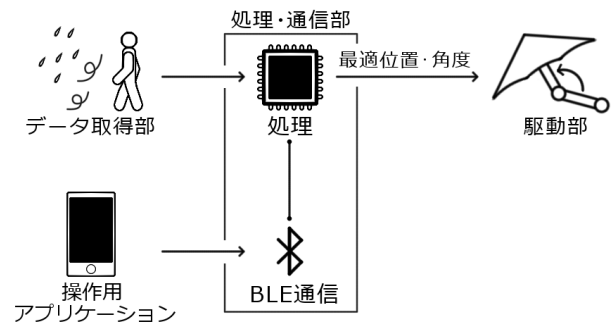 処理・通信部
最適位置・角度
データ取得部
処理
駆動部
BLE通信
操作用
アプリケーション